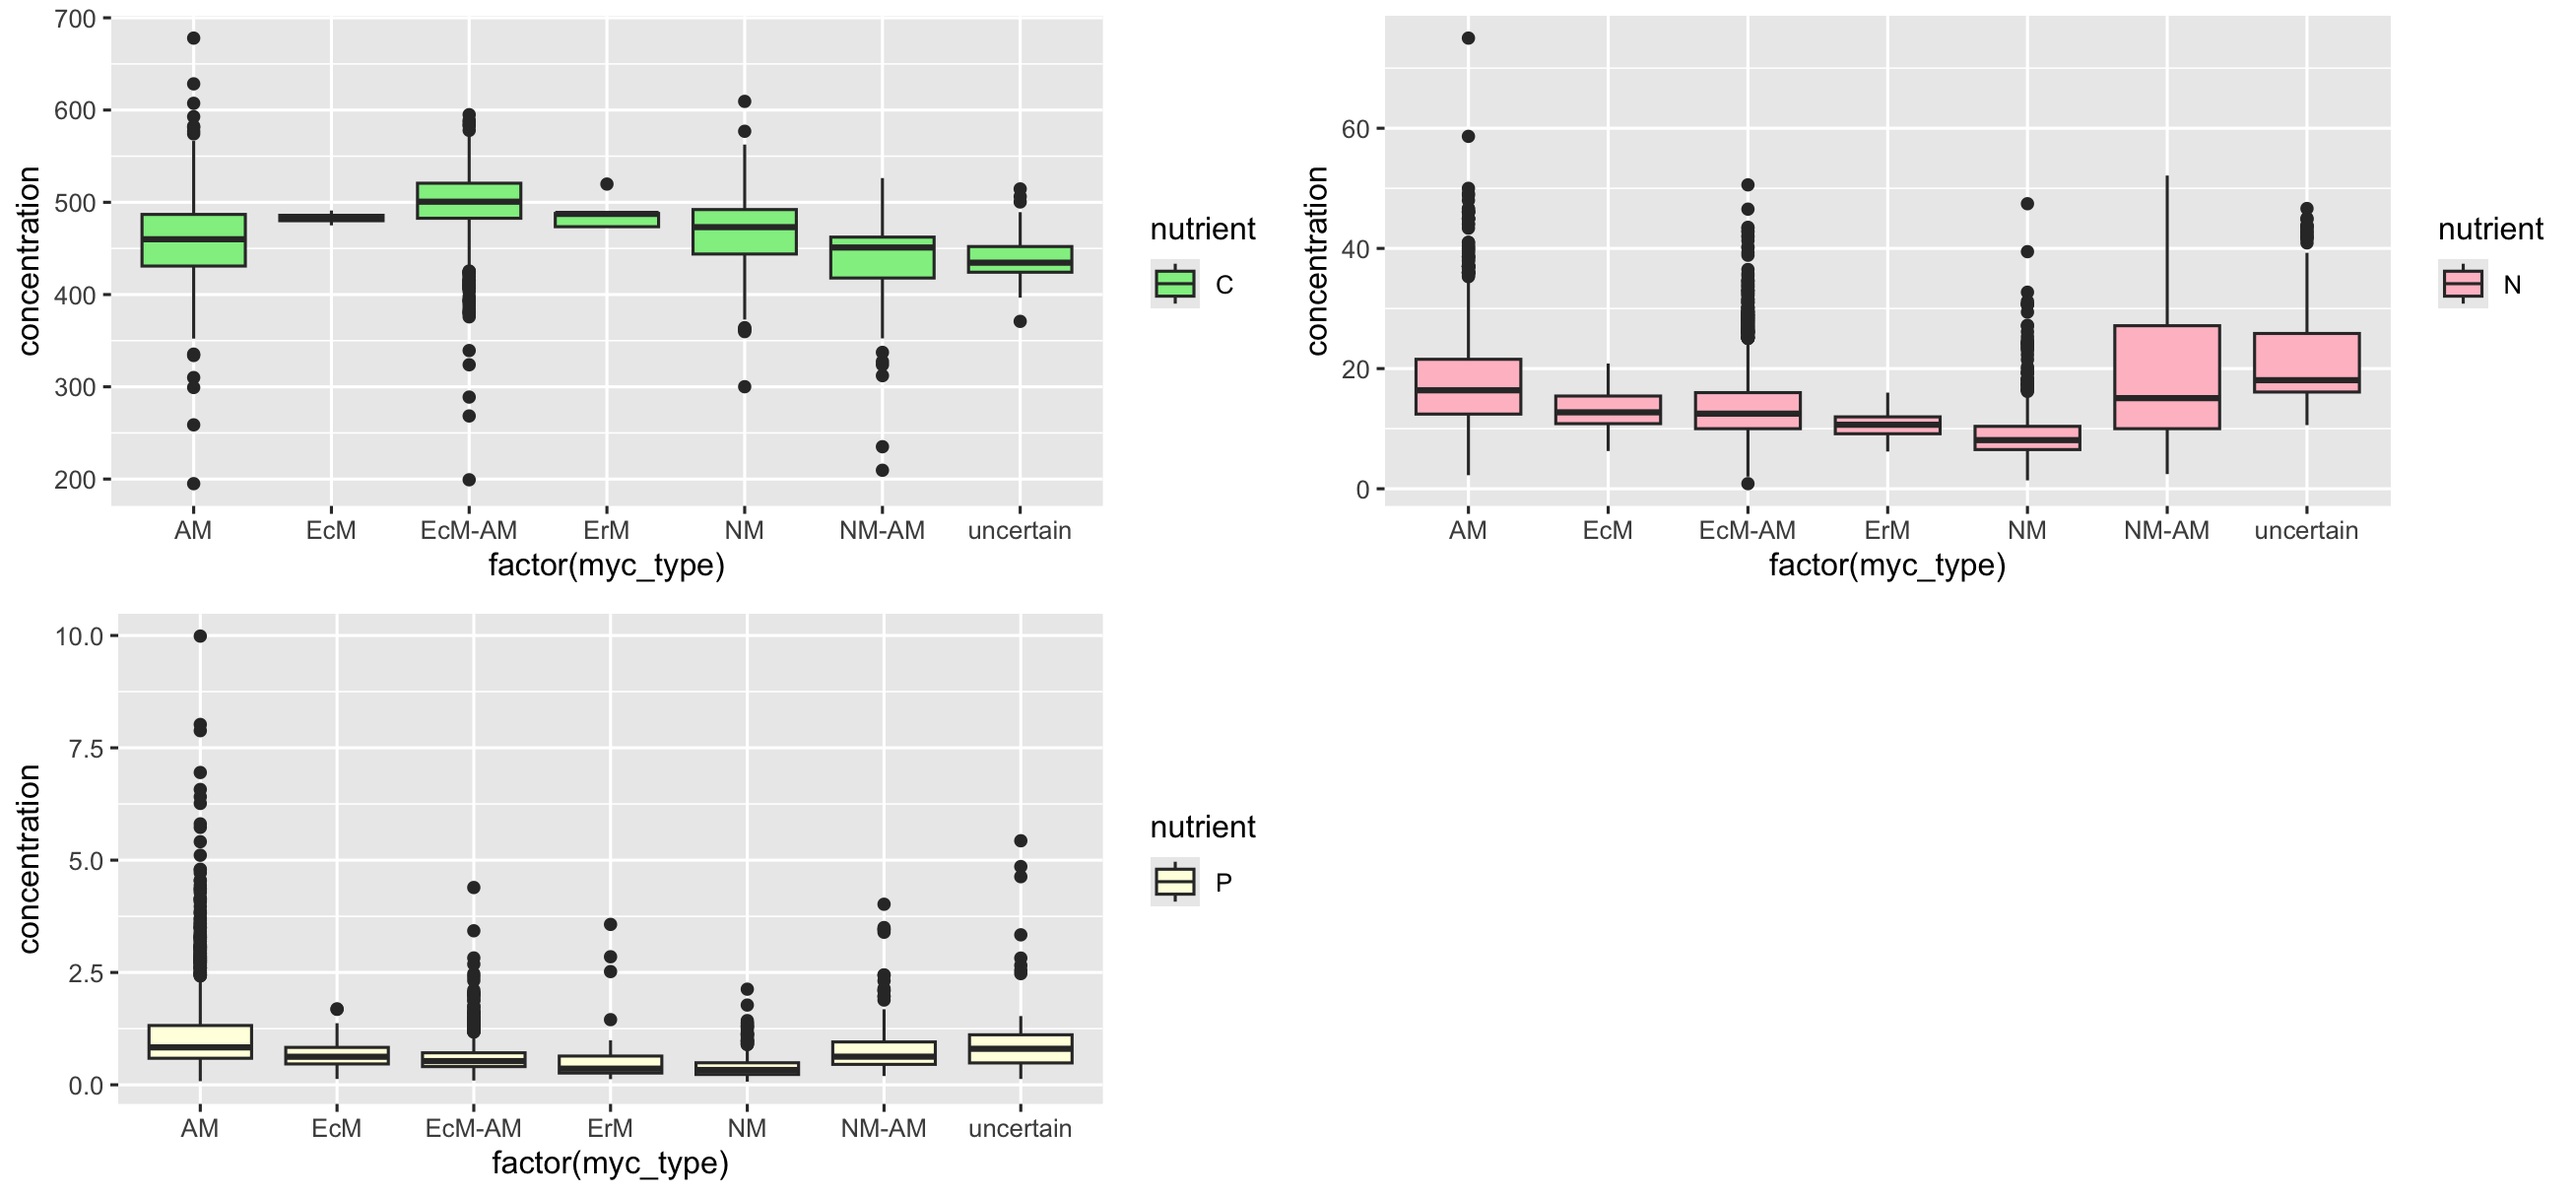 700
600
500
400
300
200
concentration
AM EcM EcM-AM ErM NM NM-AM uncertain
factor(myc_type)
nutrient
C
60
40
20
0
concentration
AM EcM EcM-AM ErM NM NM-AM uncertain
factor(myc_type)
nutrient
N
10.0
7.5
5.0
2.5
0.0
concentration
AM EcM EcM-AM ErM NM NM-AM uncertain
factor(myc_type)
nutrient
P